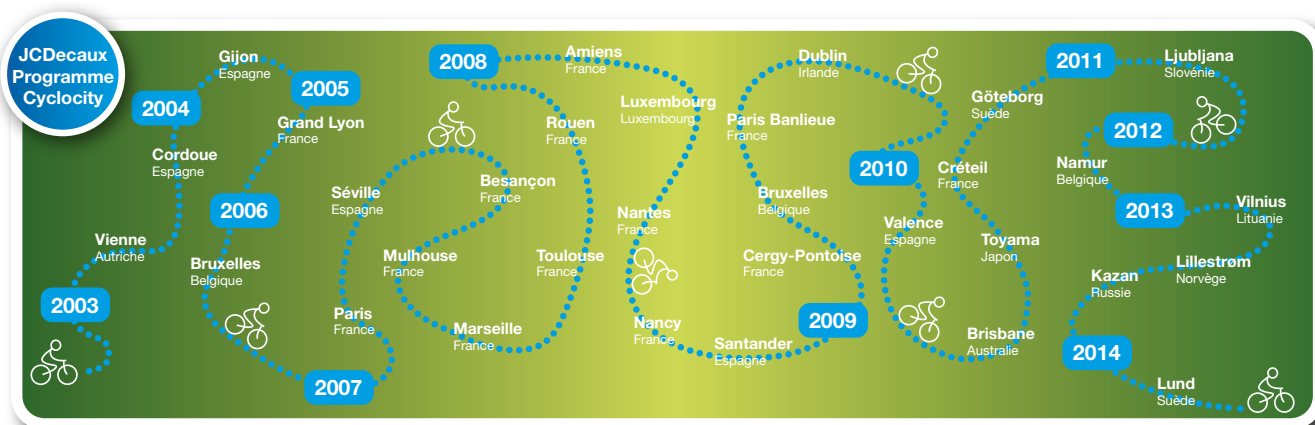 JCDecaux
Programme
Cyclocity
2003
Vienne
Autriche
Cordoue
Espagne
2004
Gijon
Espagne
2005
Grand Lyon
France
2006
Bruxelles
Belgique
2007
Paris
France
Séville
Espagne
Besançon
France
Mulhouse
France
Marseille
France
Toulouse
France
Rouen
France
2008
Amiens
France
Luxembourg
Luxembourg
Nantes
France
Nancy
France
Santander
Espagne
2009
Cergy-Pontoise
France
Bruxelles
Belgique
Paris Banlieue
France
Dublin
Irlande
2010
Valence
Espagne
Brisbane
Australie
Toyama
Japon
Créteil
France
Göteborg
Suède
2011
Ljubljana
Slovénie
2012
Namur
Belgique
2013
Vilnius
Lituanie
Lillestrøm
Norvège
Kazan
Russie
2014
Lund
Suède